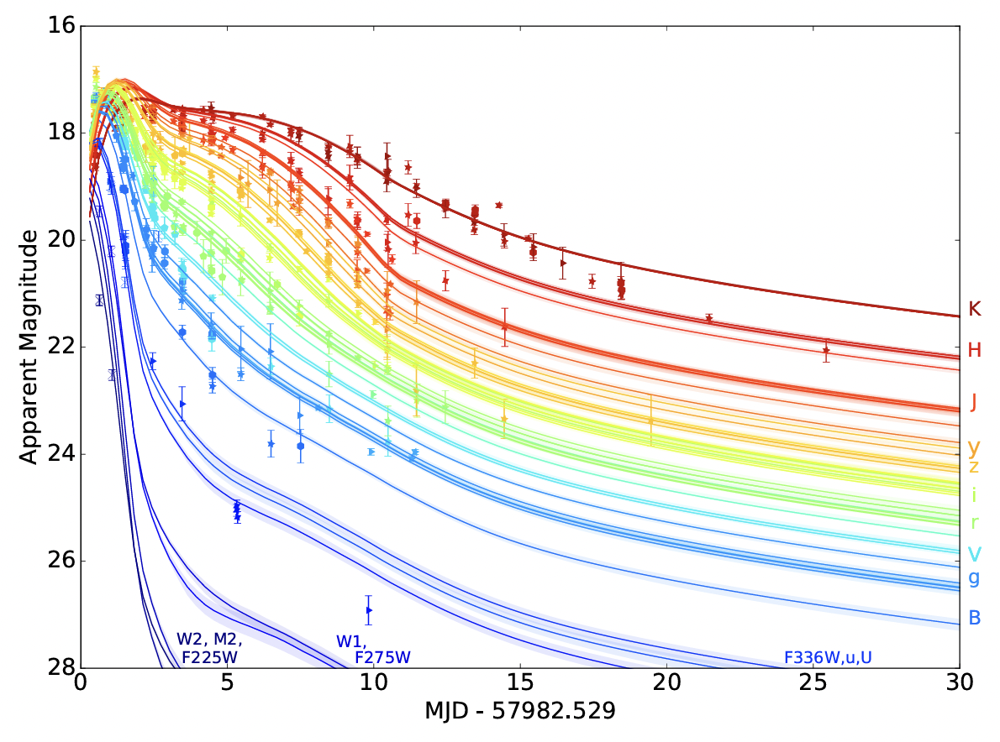 16
18
20
22
24
26
28
Apparent Magnitude
0
5
10
15
20
25
30
MJD - 57982.529
K
H
J
y
z
i
r
V
g
B
W2, M2,
F225W
W1,
F275W
F336W,u,U